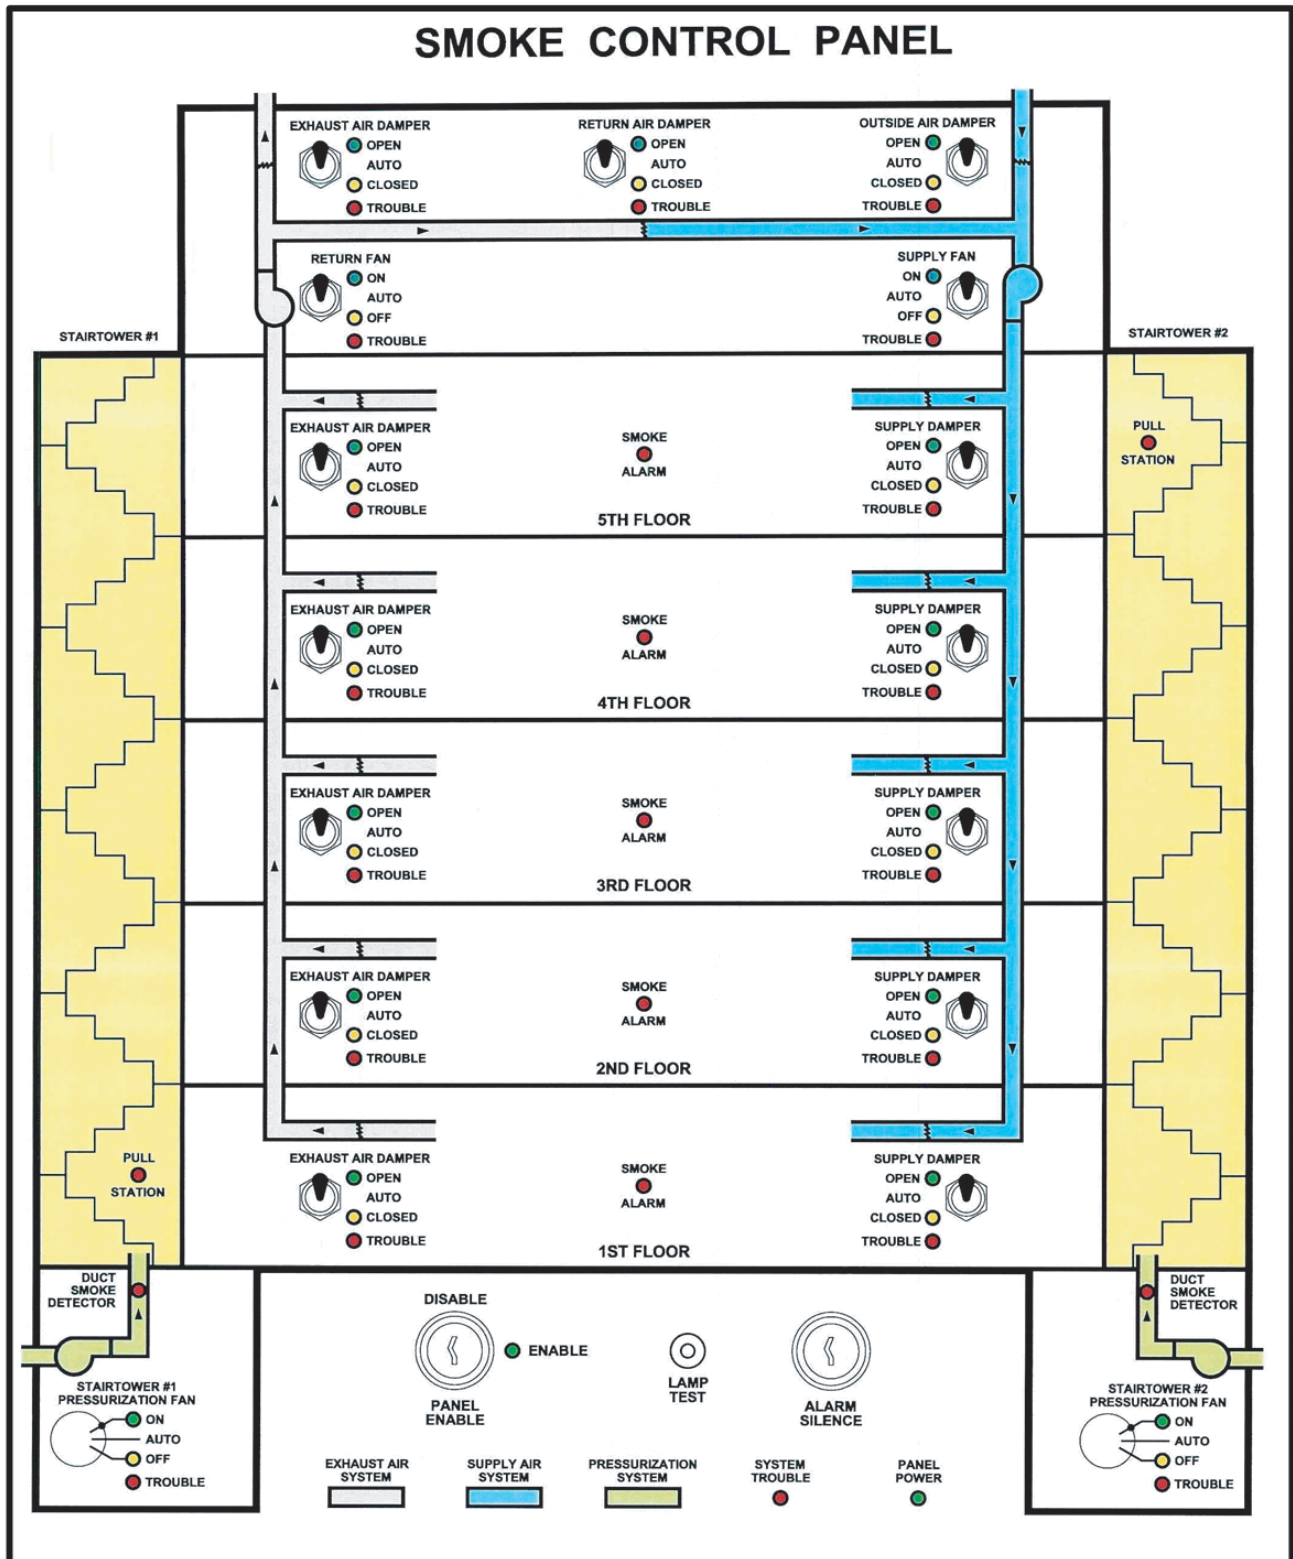 SMOKE CONTROL PANEL
EXHAUST AIR DAMPER
OPEN
AUTO
CLOSED
TROUBLE
RETURN AIR DAMPER
OPEN
AUTO
CLOSED
TROUBLE
OUTSIDE AIR DAMPER
OPEN
AUTO
CLOSED
TROUBLE
RETURN FAN
ON
AUTO
OFF
TROUBLE
SUPPLY FAN
ON
AUTO
OFF
TROUBLE
STAIRTOWER #1
STAIRTOWER #2
EXHAUST AIR DAMPER
OPEN
AUTO
CLOSED
TROUBLE
SMOKE
ALARM
5TH FLOOR
SUPPLY DAMPER
OPEN
AUTO
CLOSED
TROUBLE
PULL
STATION
EXHAUST AIR DAMPER
OPEN
AUTO
CLOSED
TROUBLE
SMOKE
ALARM
4TH FLOOR
SUPPLY DAMPER
OPEN
AUTO
CLOSED
TROUBLE
EXHAUST AIR DAMPER
OPEN
AUTO
CLOSED
TROUBLE
SMOKE
ALARM
3RD FLOOR
SUPPLY DAMPER
OPEN
AUTO
CLOSED
TROUBLE
EXHAUST AIR DAMPER
OPEN
AUTO
CLOSED
TROUBLE
SMOKE
ALARM
2ND FLOOR
SUPPLY DAMPER
OPEN
AUTO
CLOSED
TROUBLE
PULL
STATION
EXHAUST AIR DAMPER
OPEN
AUTO
CLOSED
TROUBLE
SMOKE
ALARM
1ST FLOOR
SUPPLY DAMPER
OPEN
AUTO
CLOSED
TROUBLE
DUCT
SMOKE
DETECTOR
STAIRTOWER #1
PRESSURIZATION FAN
ON
AUTO
OFF
TROUBLE
DISABLE
ENABLE
PANEL
ENABLE
LAMP
TEST
ALARM
SILENCE
DUCT
SMOKE
DETECTOR
STAIRTOWER #2
PRESSURIZATION FAN
ON
AUTO
OFF
TROUBLE
EXHAUST AIR
SYSTEM
SUPPLY AIR
SYSTEM
PRESSURIZATION
SYSTEM
SYSTEM
TROUBLE
PANEL
POWER